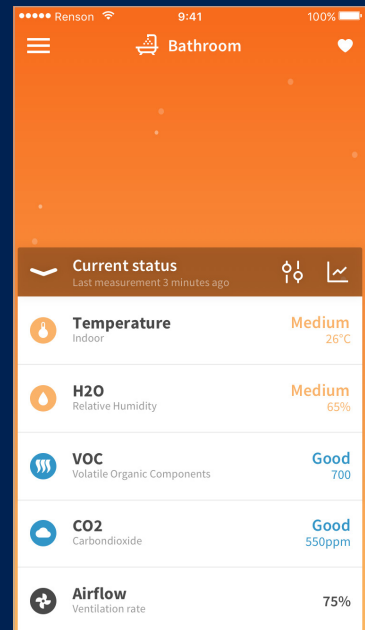 Renson 9:41 100%
Bathroom
Current status
Last measurement 3 minutes ago
Temperature Medium
Indoor 26°C
H2O Medium
Relative Humidity 65%
VOC Good
Volatile Organic Components 700
CO2 Good
Carbondioxide 550ppm
Airflow
Ventilation rate 75%